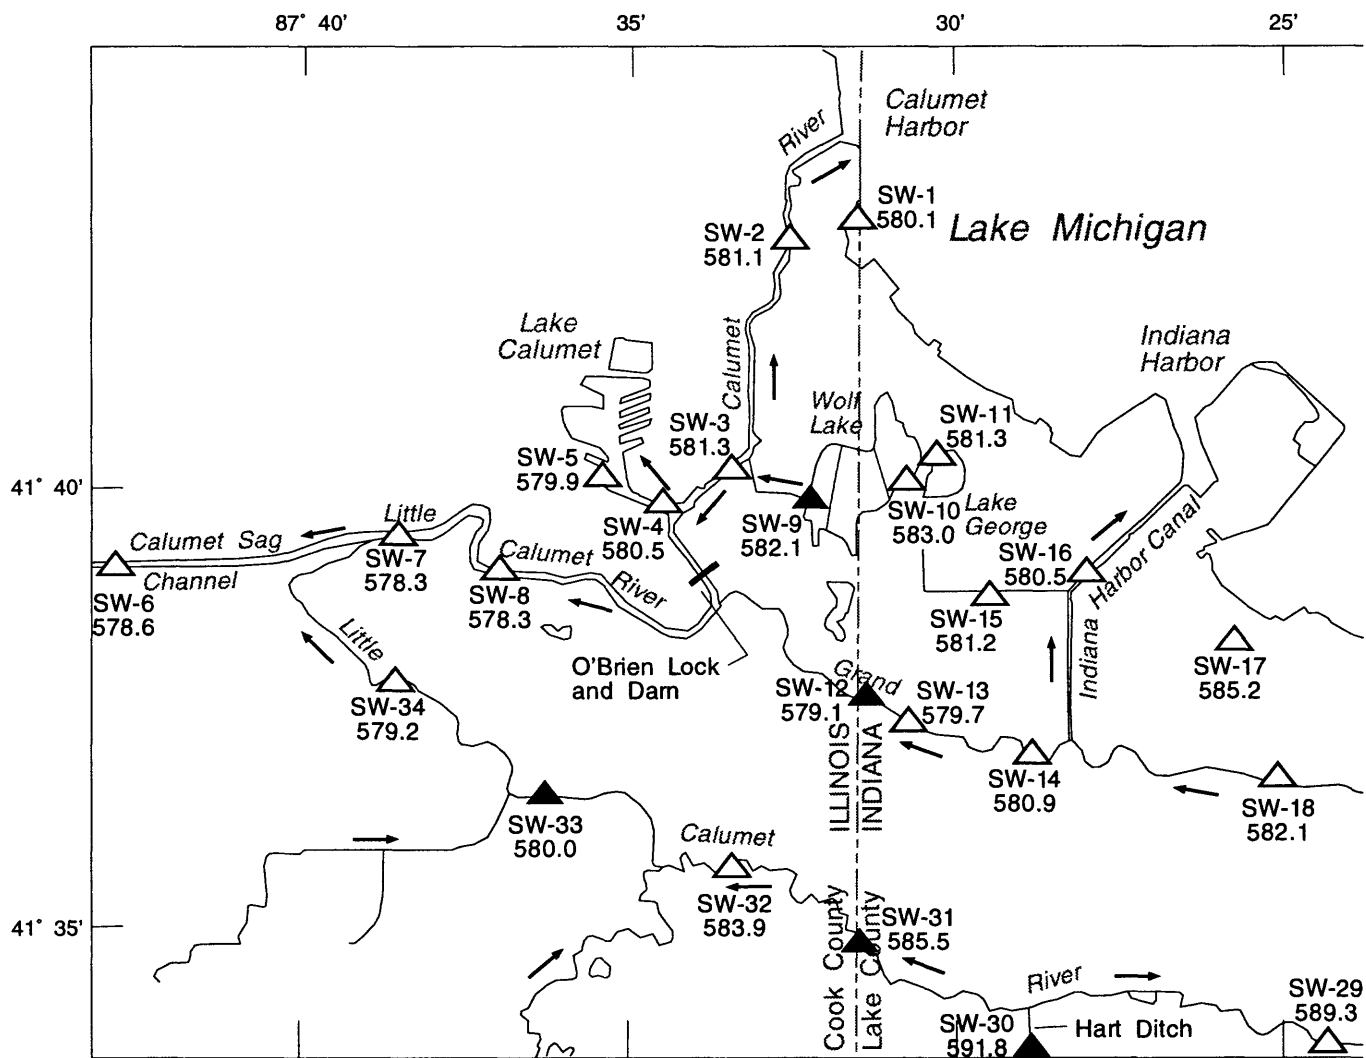 87° 40'
35'
30'
25'
Calumet
Harbor
River
SW-1
580.1
Lake Michigan
SW-2
581.1
Lake
Calumet
Calumet
Indiana
Harbor
Wolf
Lake
SW-3
581.3
SW-11
581.3
SW-5
579.9
41° 40'
SW-4
580.5
SW-9
582.1
SW-10
583.0
Lake
George
Little
Calumet Sag
Channel
SW-7
578.3
Calumet
River
SW-16
580.5
Indiana Harbor Canal
SW-6
578.6
SW-8
578.3
SW-15
581.2
Little
O'Brien Lock
and Dam
SW-17
585.2
Grand
SW-12
579.1
SW-13
579.7
SW-34
579.2
ILLINOIS
INDIANA
SW-14
580.9
SW-18
582.1
SW-33
580.0
Calumet
SW-32
583.9
41° 35'
SW-31
585.5
Cook County
Lake County
River
SW-29
589.3
SW-30
591.8
Hart Ditch